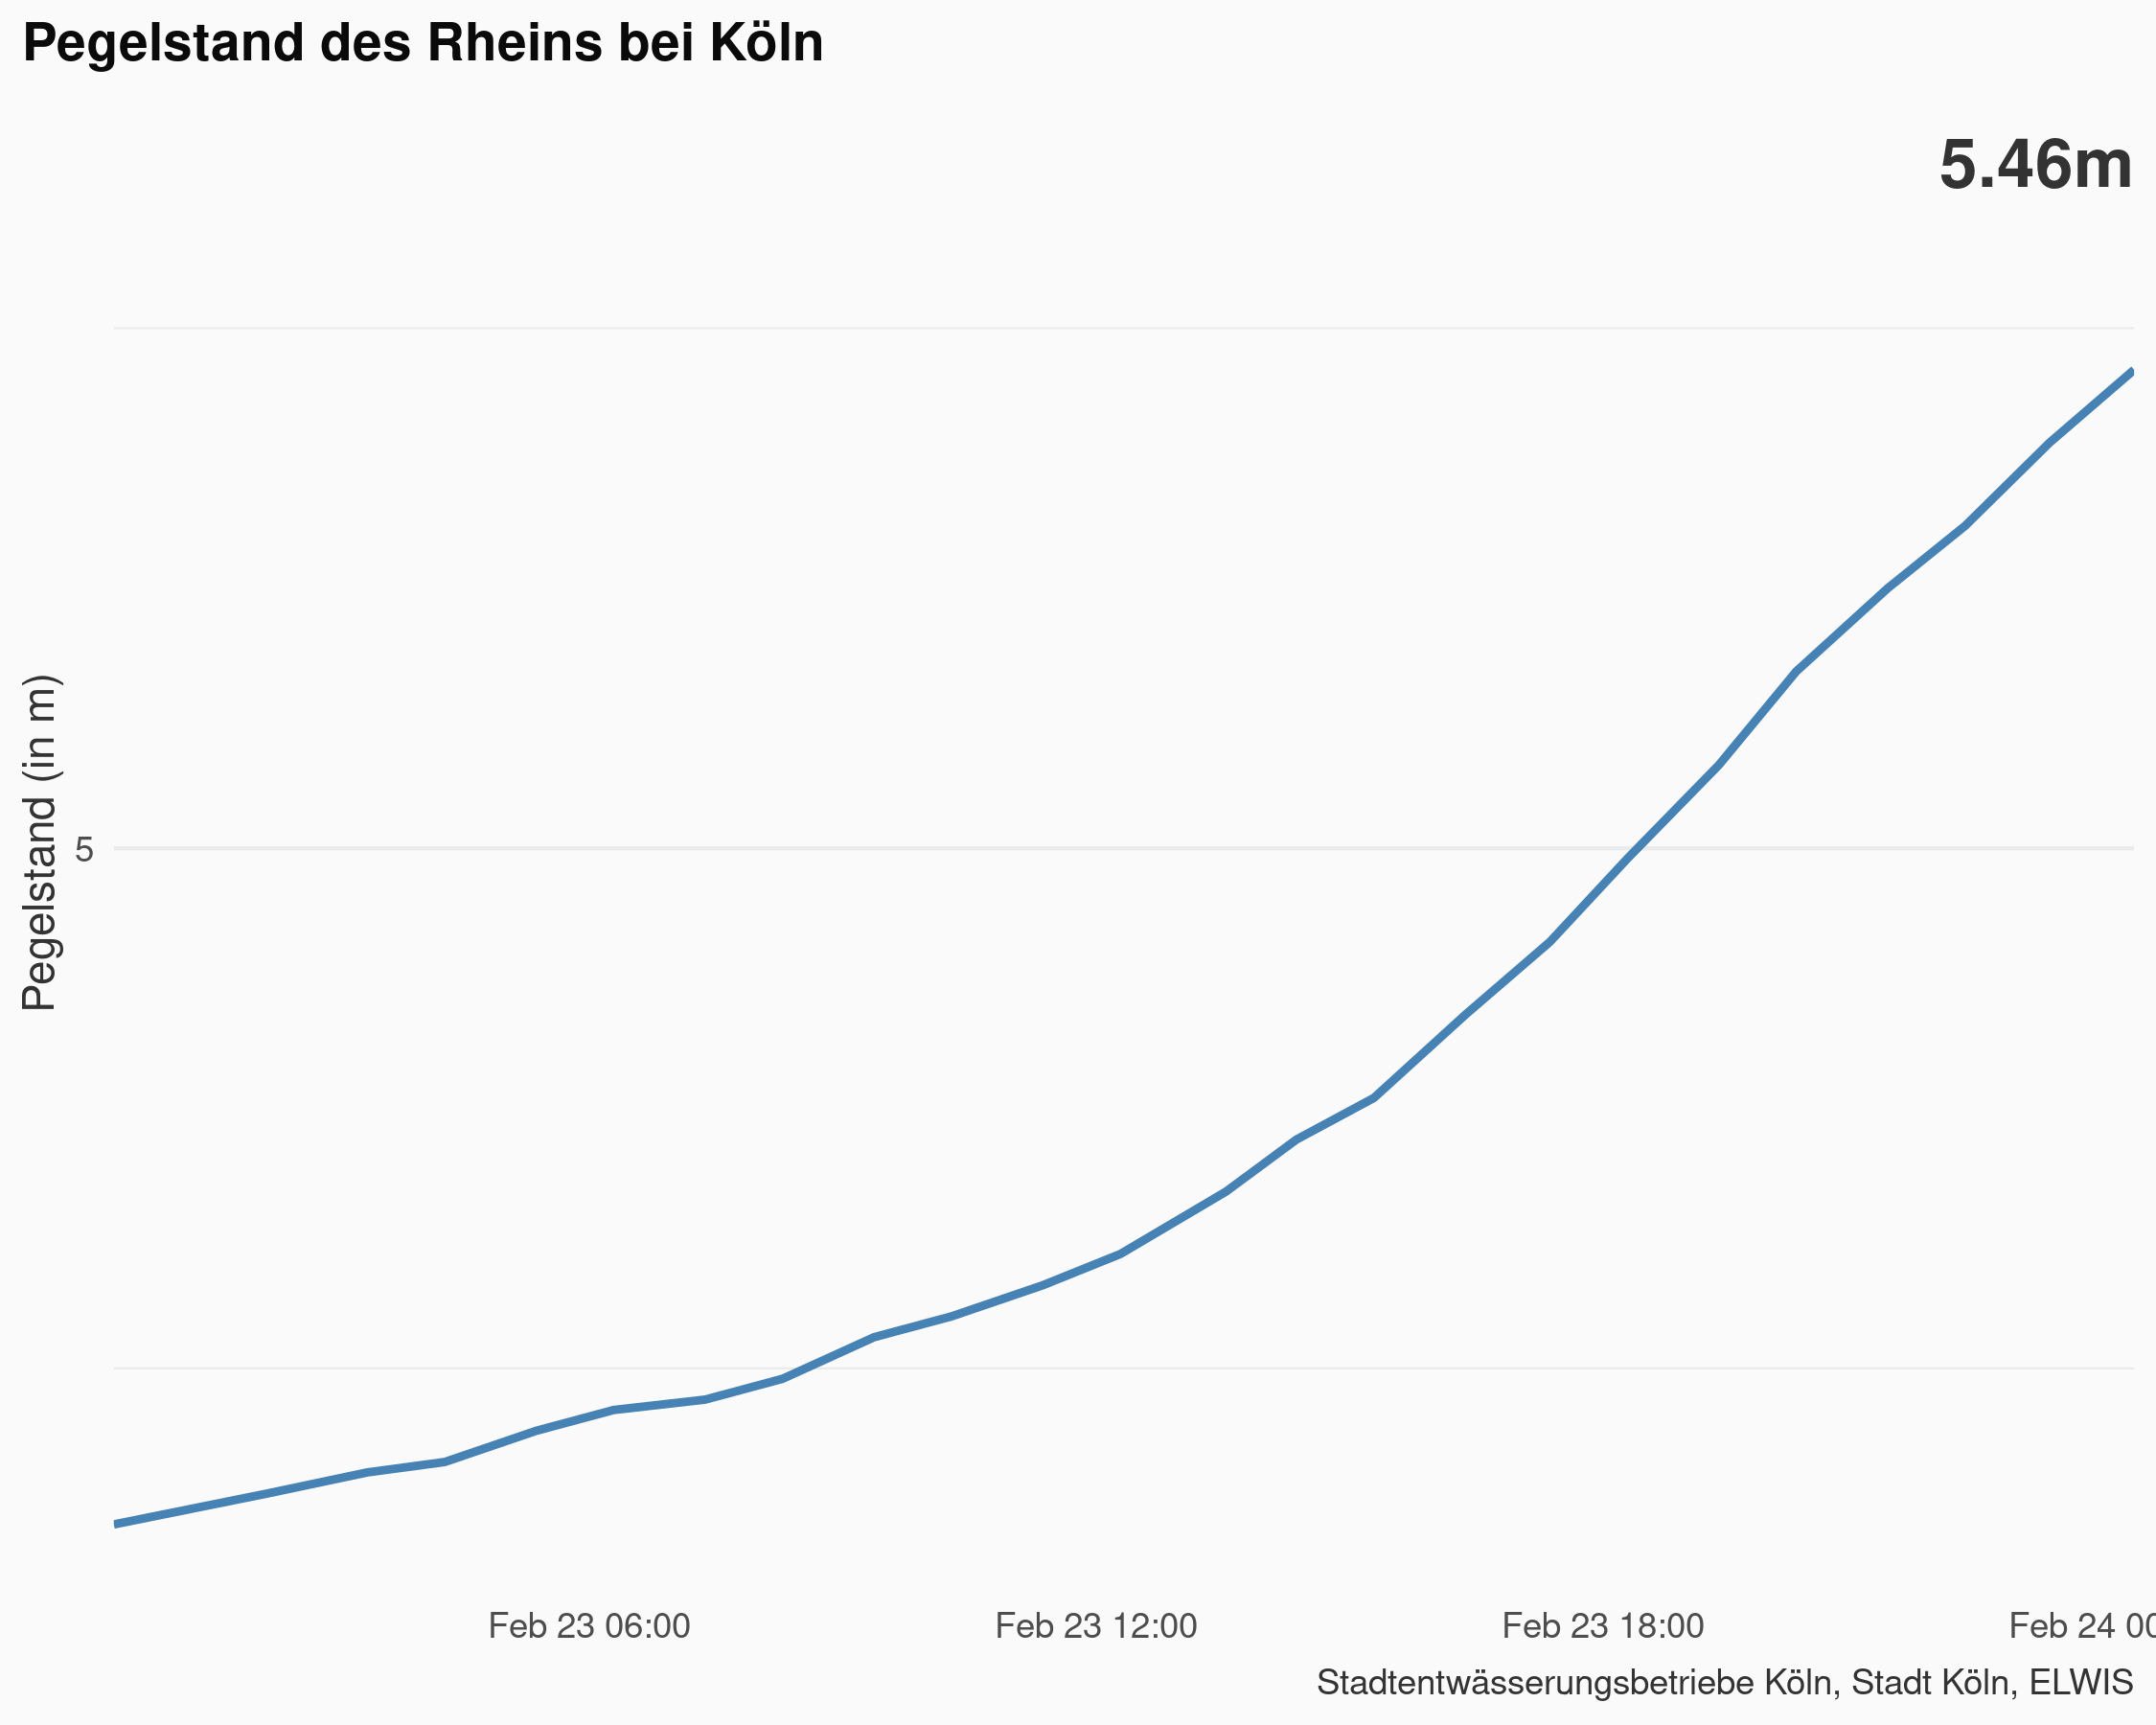 Pegelstand des Rheins bei Köln
5.46m
Pegelstand (in m)
5
Feb 23 06:00 Feb 23 12:00 Feb 23 18:00 Feb 24 00
Stadtentwässerungsbetriebe Köln, Stadt Köln, ELWIS